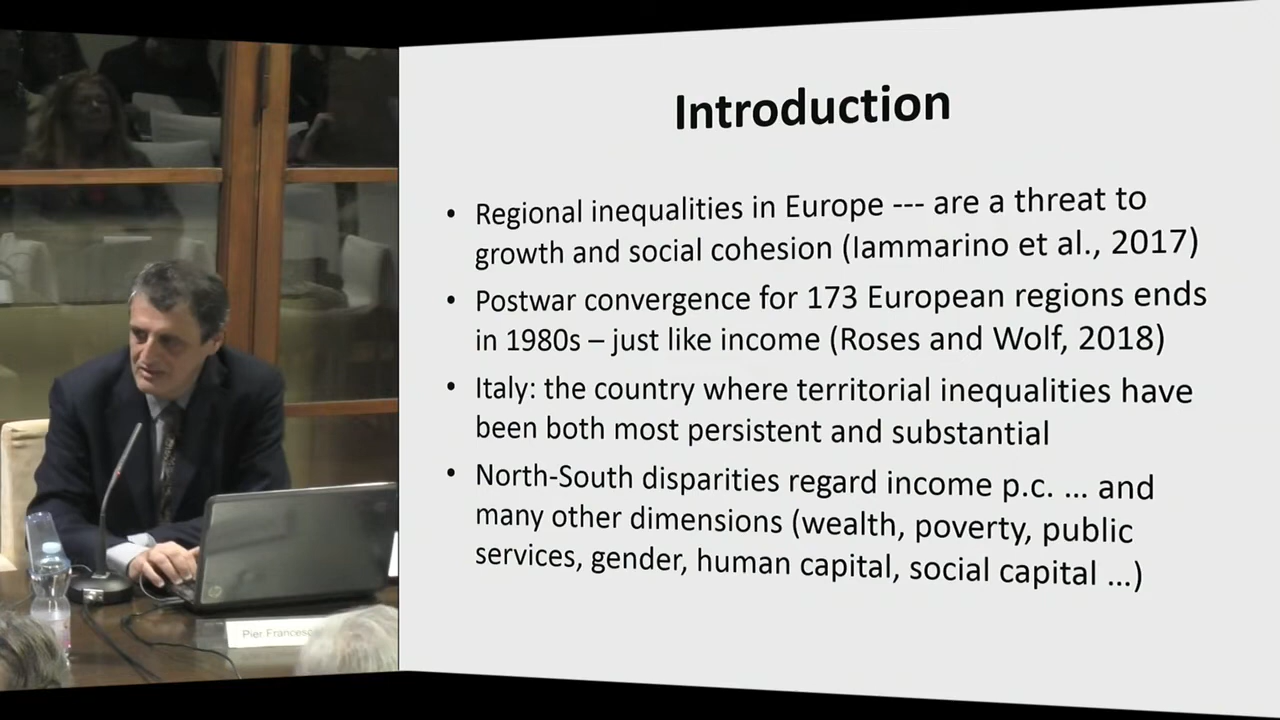 Introduction
• Regional inequalities in Europe --- are a threat to
growth and social cohesion (Iammarino et al., 2017)
• Postwar convergence for 173 European regions ends
in 1980s – just like income (Roses and Wolf, 2018)
• Italy: the country where territorial inequalities have
been both most persistent and substantial
• North-South disparities regard income p.c. ... and
many other dimensions (wealth, poverty, public
services, gender, human capital, social capital ...)
Pier